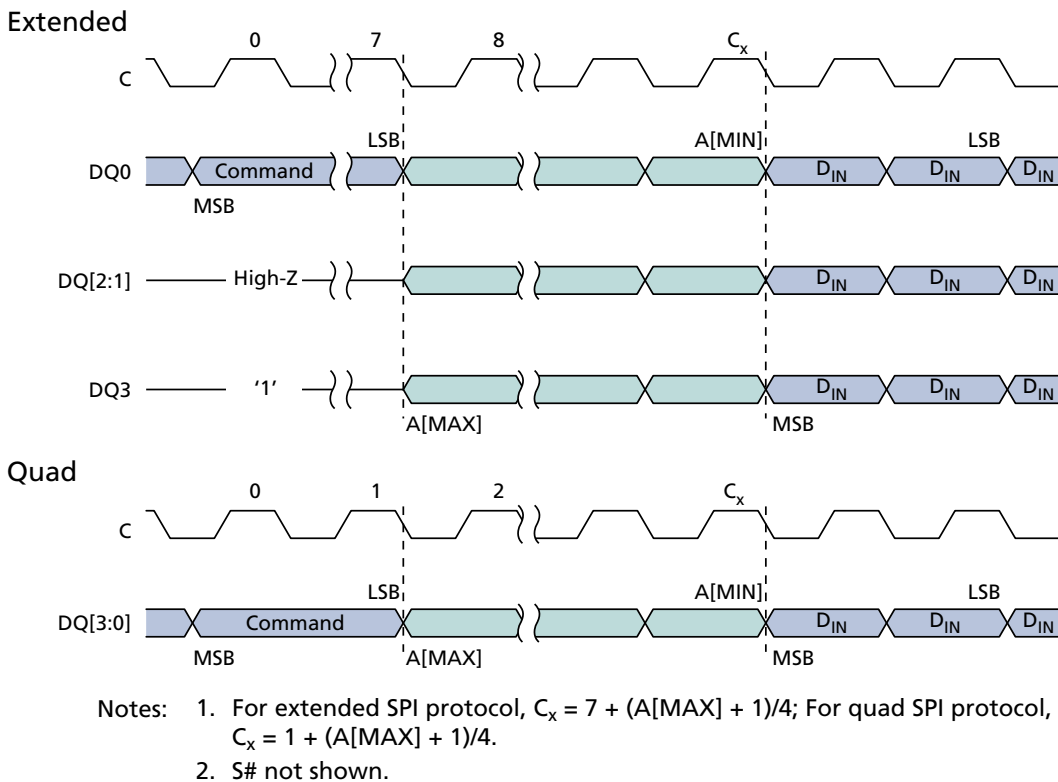 Extended
0 7 8 Cx
C
LSB A[MIN] LSB
DQ0 Command DIN DIN DIN
MSB
DQ[2:1] High-Z DIN DIN DIN
DQ3 ‘1’ DIN DIN DIN
A[MAX] MSB
Quad
0 1 2 Cx
C
LSB A[MIN] LSB
DQ[3:0] Command DIN DIN DIN
MSB A[MAX] MSB
Notes: 1. For extended SPI protocol, Cx = 7 + (A[MAX] + 1)/4; For quad SPI protocol,
Cx = 1 + (A[MAX] + 1)/4.
2. S# not shown.